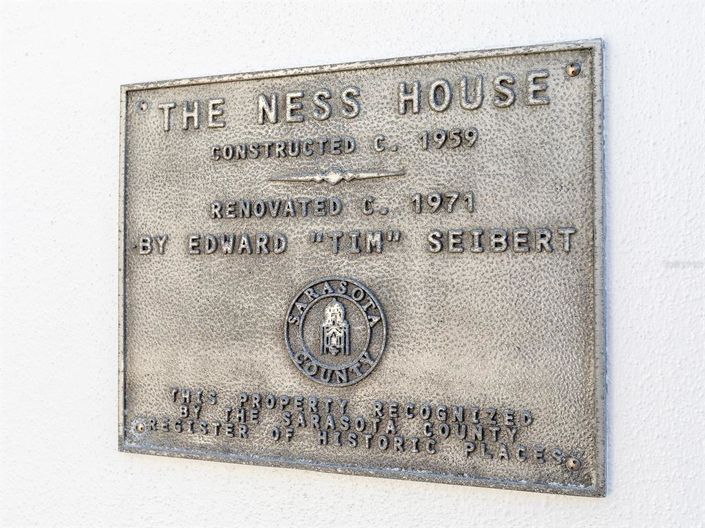 THE NESS HOUSE
CONSTRUCTED C. 1959
RENOVATED C. 1971
BY EDWARD "TIM" SEIBERT
SARASOTA
COUNTY
THIS PROPERTY RECOGNIZED
BY THE SARASOTA COUNTY
REGISTER OF HISTORIC PLACES